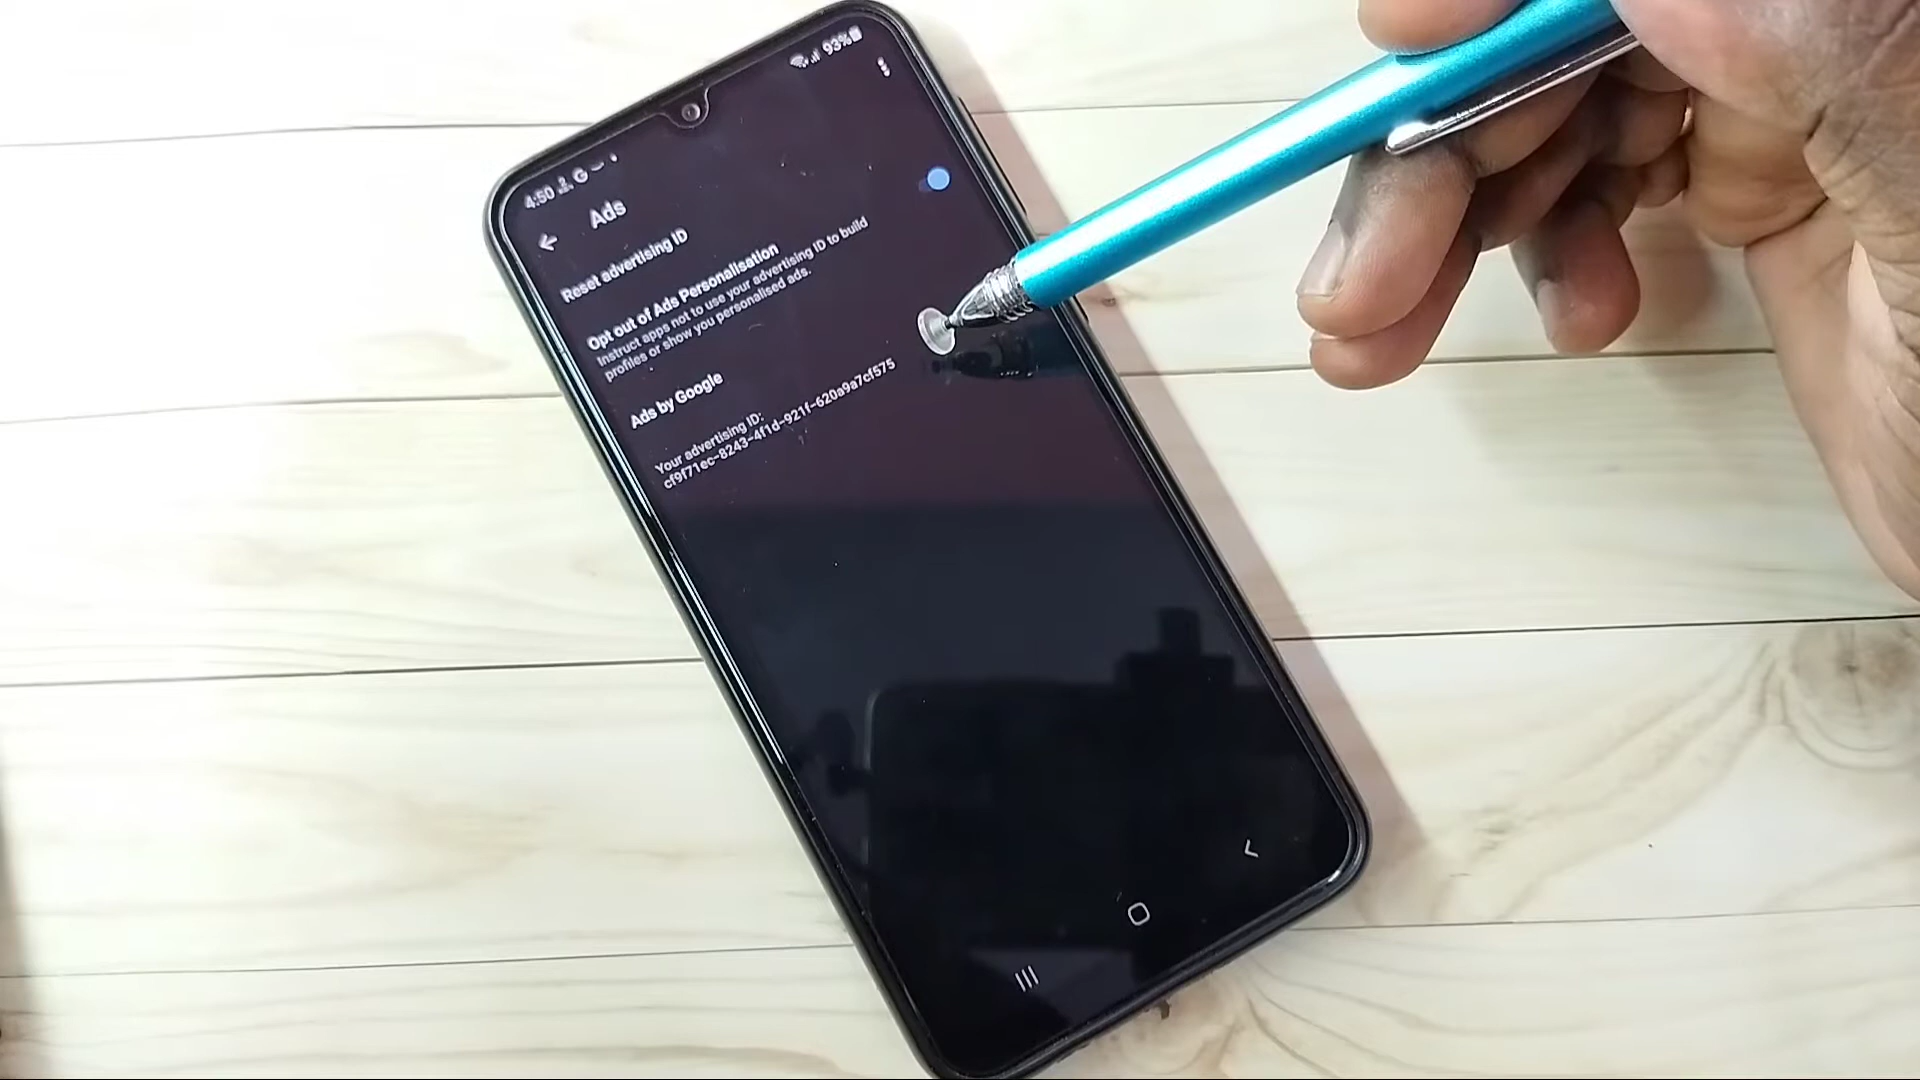 4:50 G 93%
Ads
Reset advertising ID
Opt out of Ads Personalisation
Instruct apps not to use your advertising ID to build
profiles or show you personalised ads.
Ads by Google
Your advertising ID:
cf9f71ec-8243-4f1d-921f-620a9a7cf575